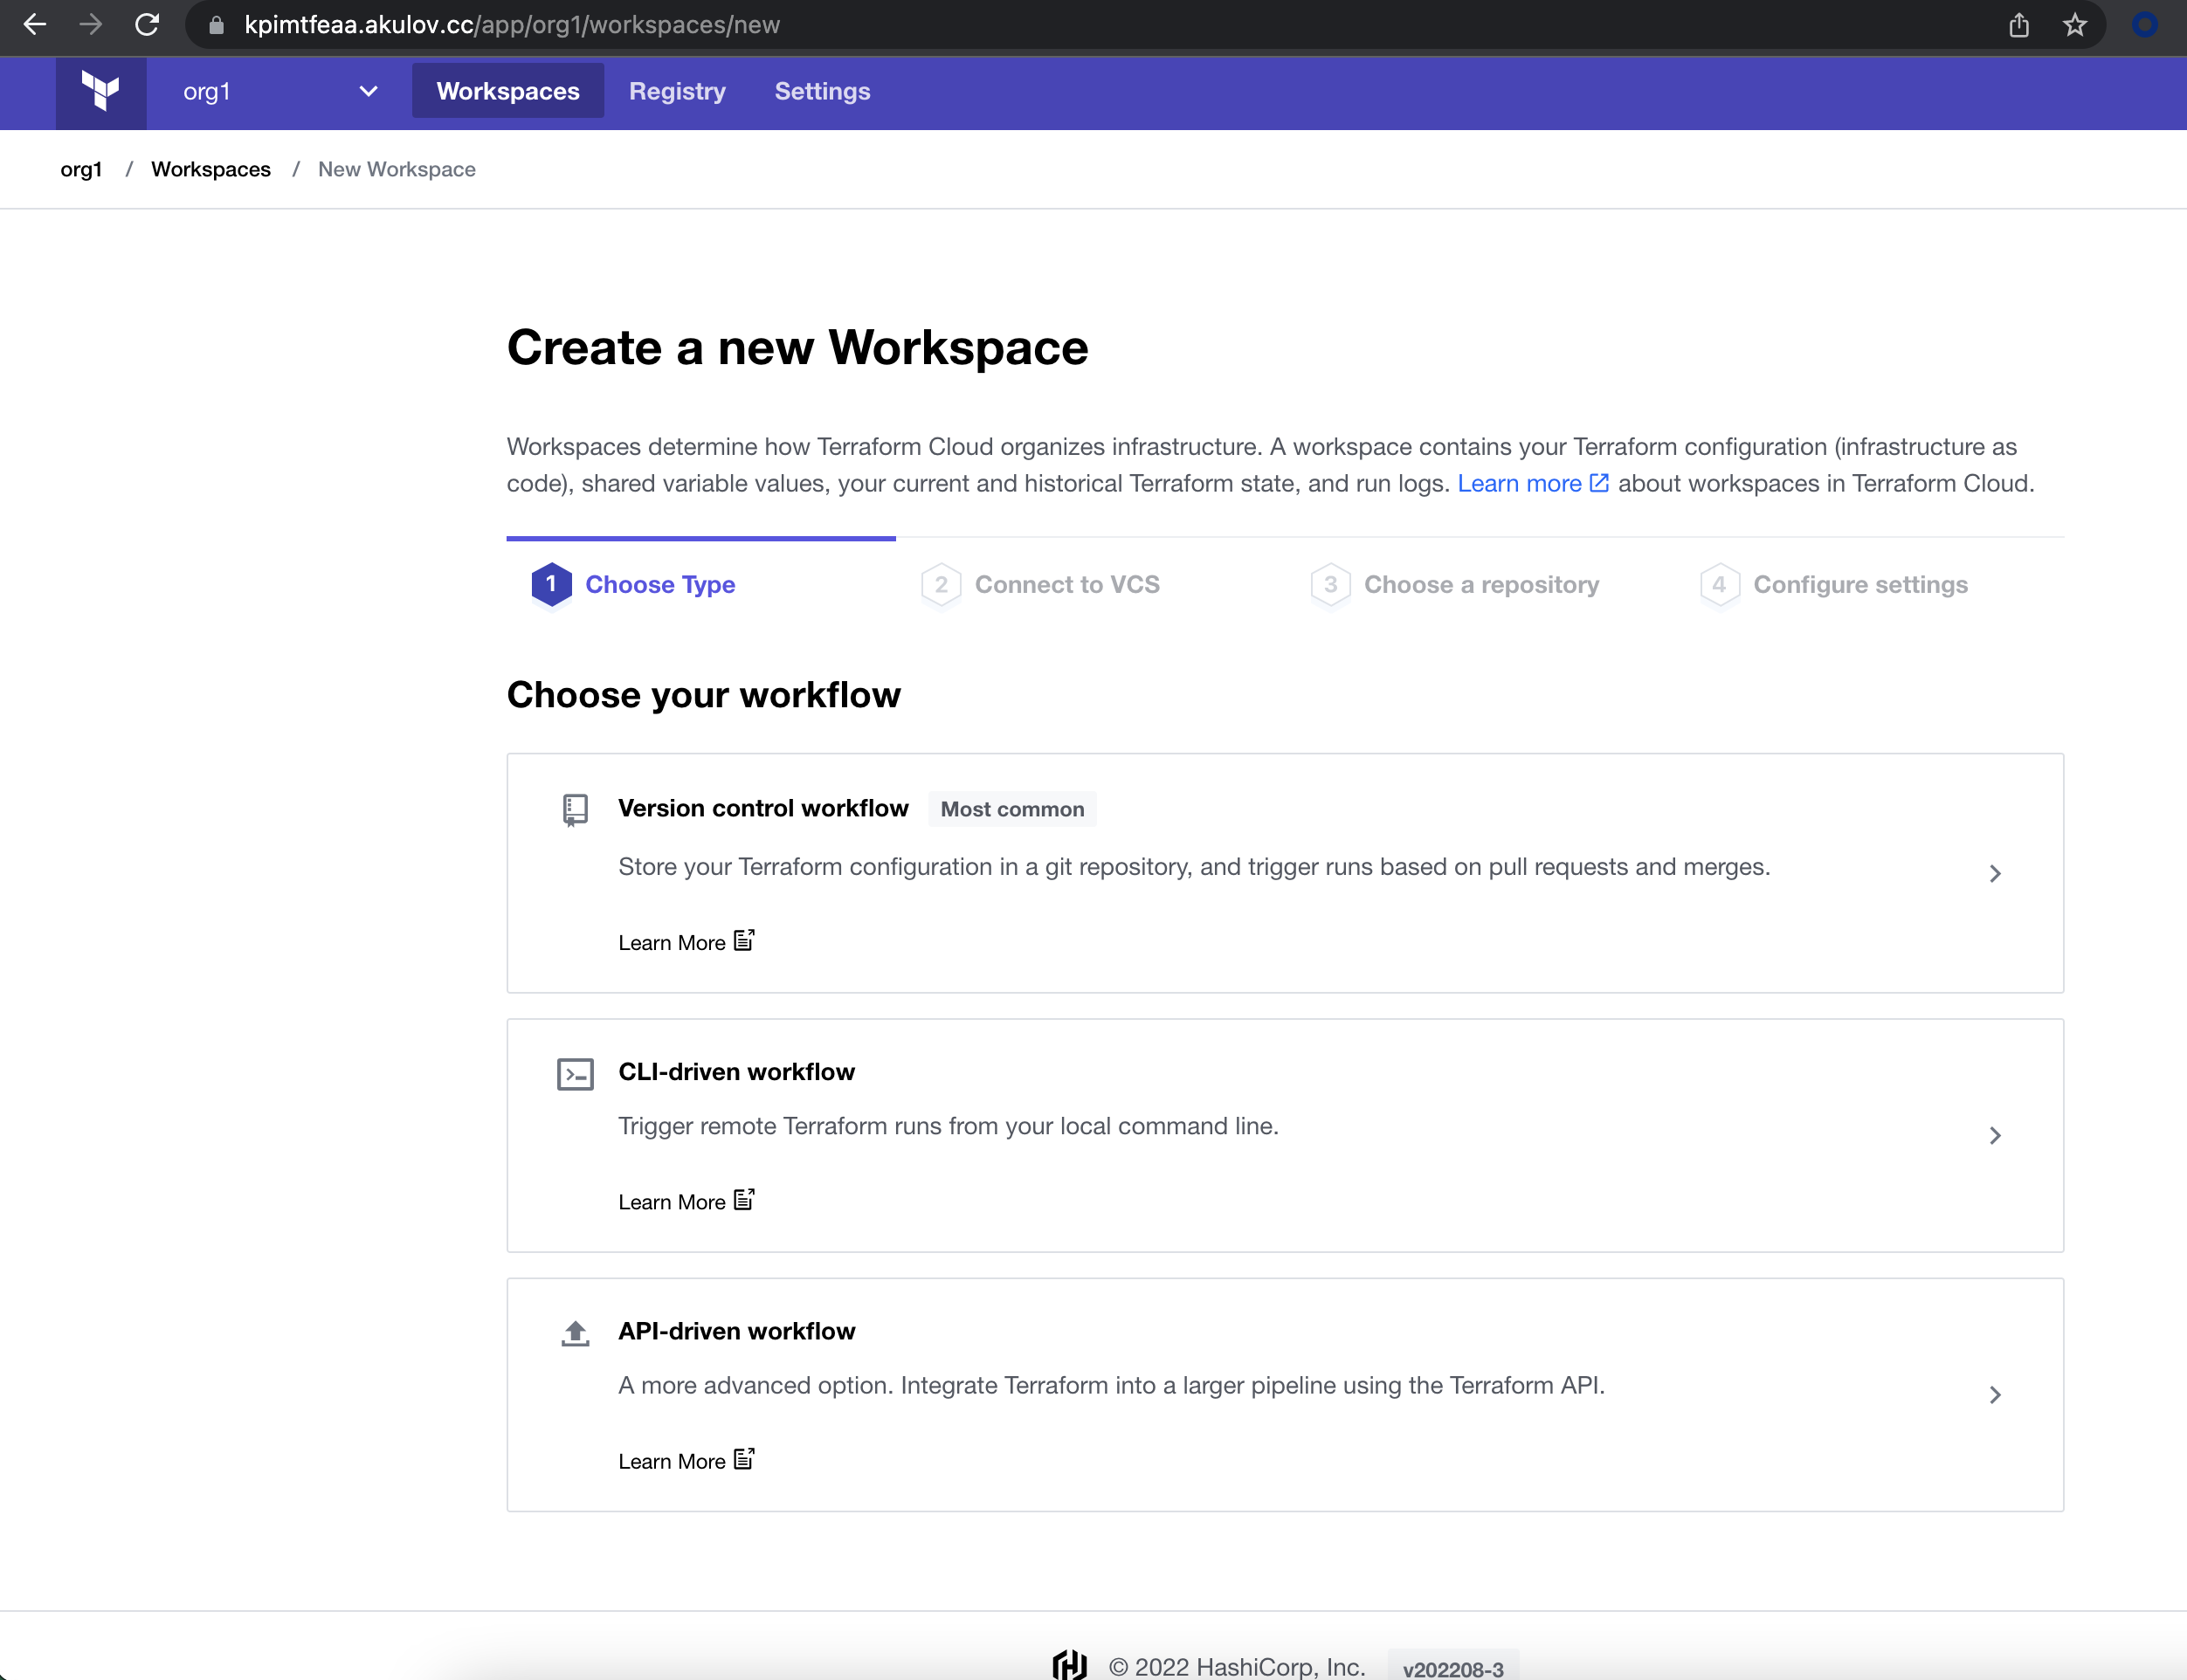 kpimtfeaa.akulov.cc/app/org1/workspaces/new
org1 Workspaces Registry Settings
org1 / Workspaces / New Workspace
Create a new Workspace
Workspaces determine how Terraform Cloud organizes infrastructure. A workspace contains your Terraform configuration (infrastructure as
code), shared variable values, your current and historical Terraform state, and run logs. Learn more about workspaces in Terraform Cloud.
1 Choose Type 2 Connect to VCS 3 Choose a repository 4 Configure settings
Choose your workflow
Version control workflow Most common
Store your Terraform configuration in a git repository, and trigger runs based on pull requests and merges.
Learn More
CLI-driven workflow
Trigger remote Terraform runs from your local command line.
Learn More
API-driven workflow
A more advanced option. Integrate Terraform into a larger pipeline using the Terraform API.
Learn More
© 2022 HashiCorp, Inc. v202208-3